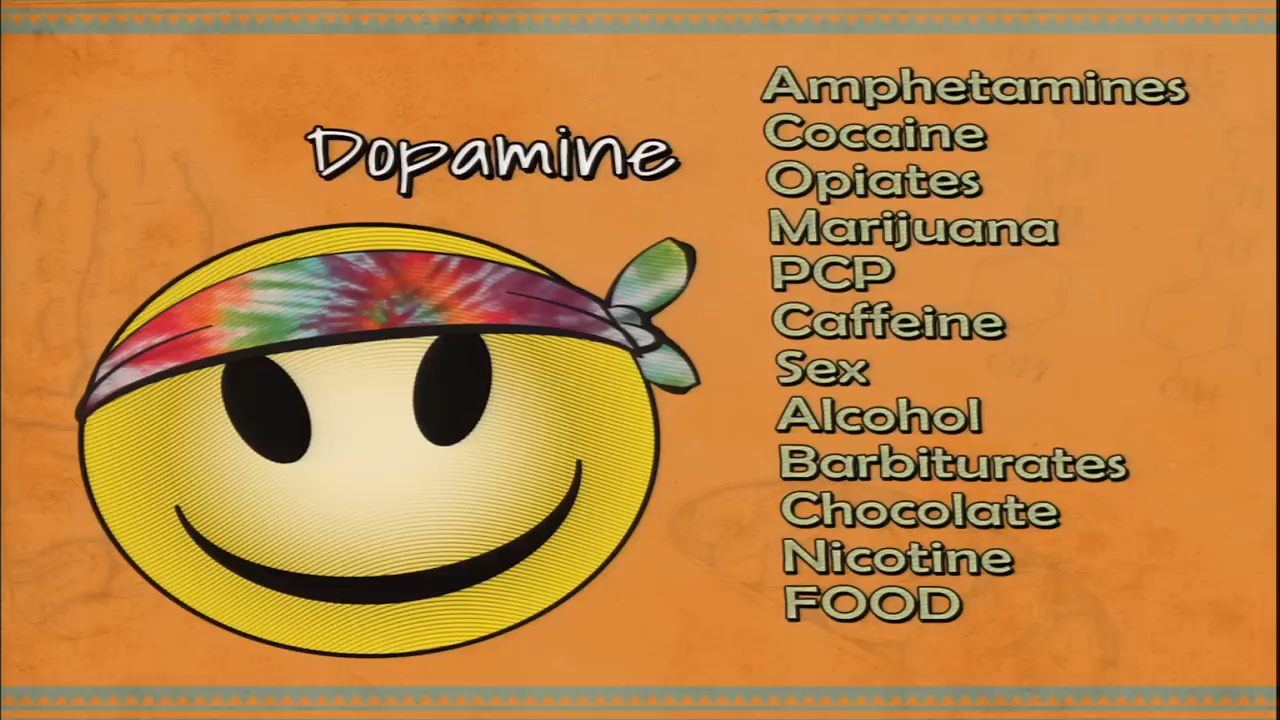 Dopamine
Amphetamines
Cocaine
Opiates
Marijuana
PCP
Caffeine
Sex
Alcohol
Barbiturates
Chocolate
Nicotine
FOOD